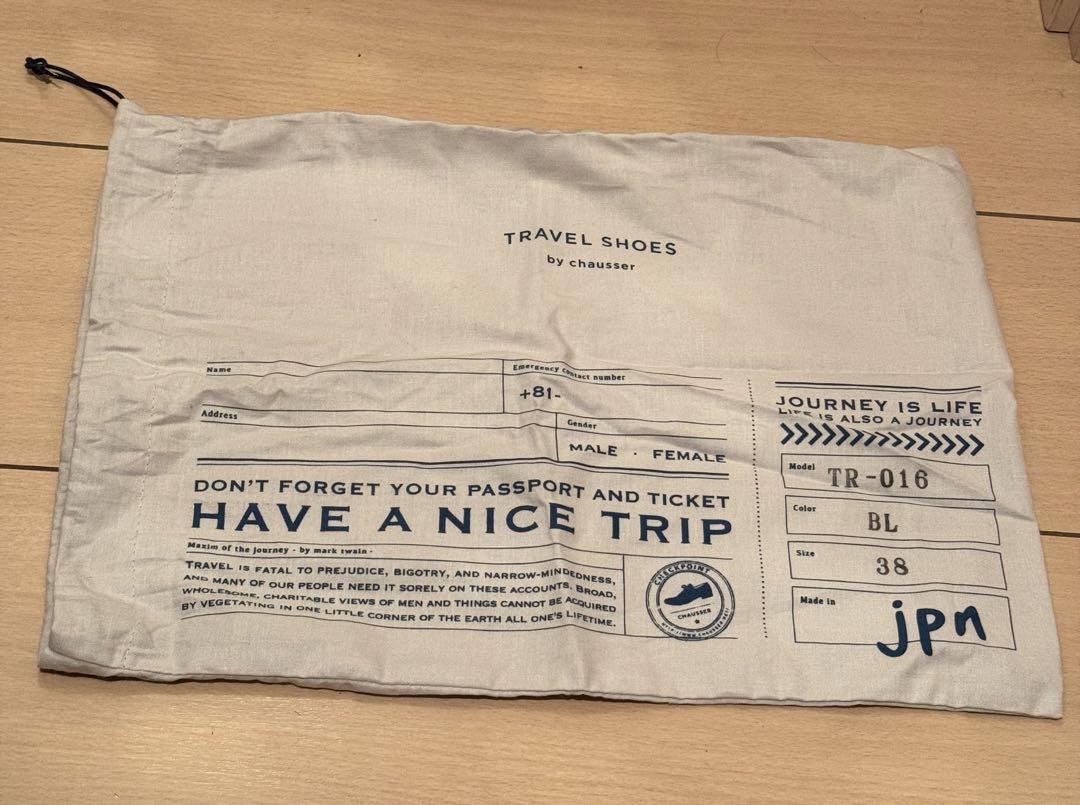 TRAVEL SHOES
by chausser
Name
Emergency contact number
+81-
Address
Gender
MALE · FEMALE
DON'T FORGET YOUR PASSPORT AND TICKET
HAVE A NICE TRIP
Maxim of the journey - by mark twain -
TRAVEL IS FATAL TO PREJUDICE, BIGOTRY, AND NARROW-MINDEDNESS,
AND MANY OF OUR PEOPLE NEED IT SORELY ON THESE ACCOUNTS. BROAD,
WHOLESOME, CHARITABLE VIEWS OF MEN AND THINGS CANNOT BE ACQUIRED
BY VEGETATING IN ONE LITTLE CORNER OF THE EARTH ALL ONE'S LIFETIME.
CHECKPOINT
CHAUSSER
HTTP://WWW.CHAUSSER.NET/
JOURNEY IS LIFE
LIFE IS ALSO A JOURNEY
Model TR-016
Color BL
Size 38
Made in jpn